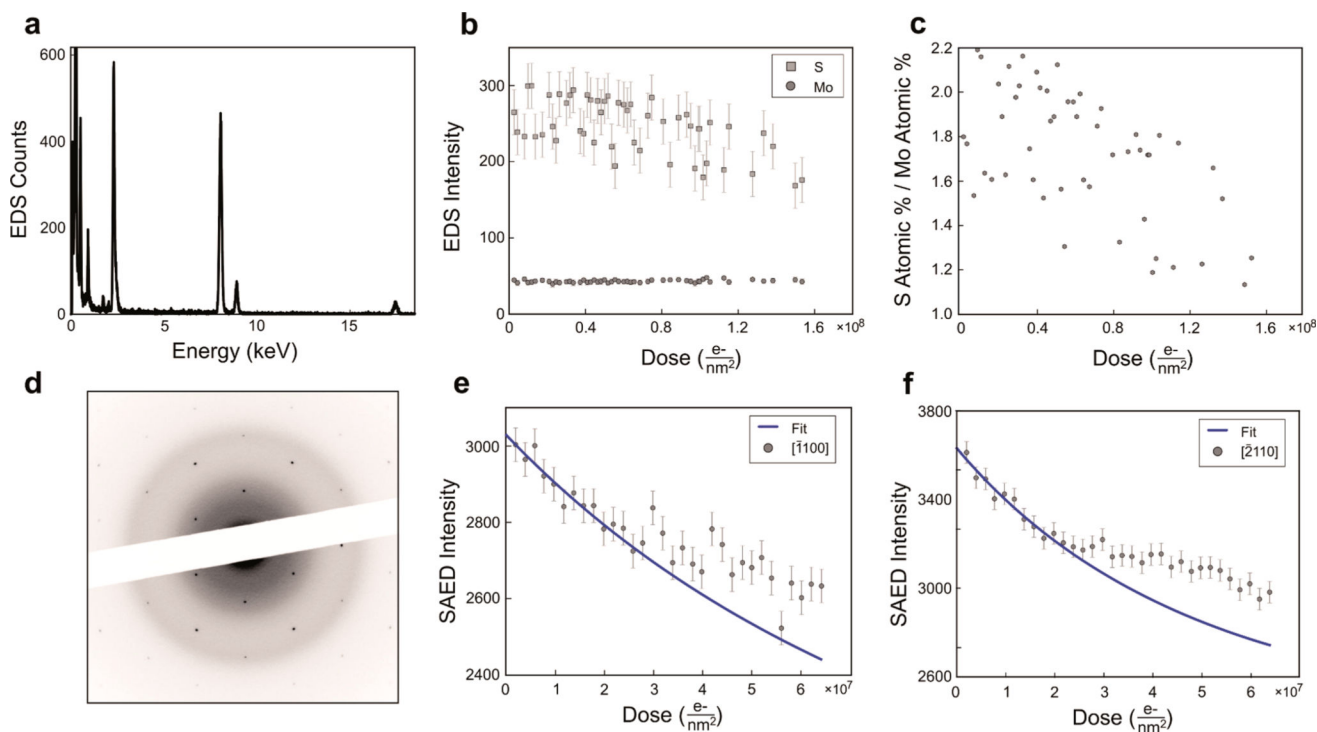 a
600
400
200
0
EDS Counts
0
5
10
15
Energy (keV)
b
S
Mo
300
200
100
0
EDS Intensity
0
0.4
0.8
1.2
1.6
×10⁸
Dose (e-/nm²)
c
2.2
2.0
1.8
1.6
1.4
1.2
1.0
S Atomic % / Mo Atomic %
0
0.4
0.8
1.2
1.6
×10⁸
Dose (e-/nm²)
d
e
Fit
[1̄100]
3000
2800
2600
2400
SAED Intensity
0
1
2
3
4
5
6
×10⁷
Dose (e-/nm²)
f
Fit
[2̄110]
3800
3400
3000
2600
SAED Intensity
0
1
2
3
4
5
6
×10⁷
Dose (e-/nm²)